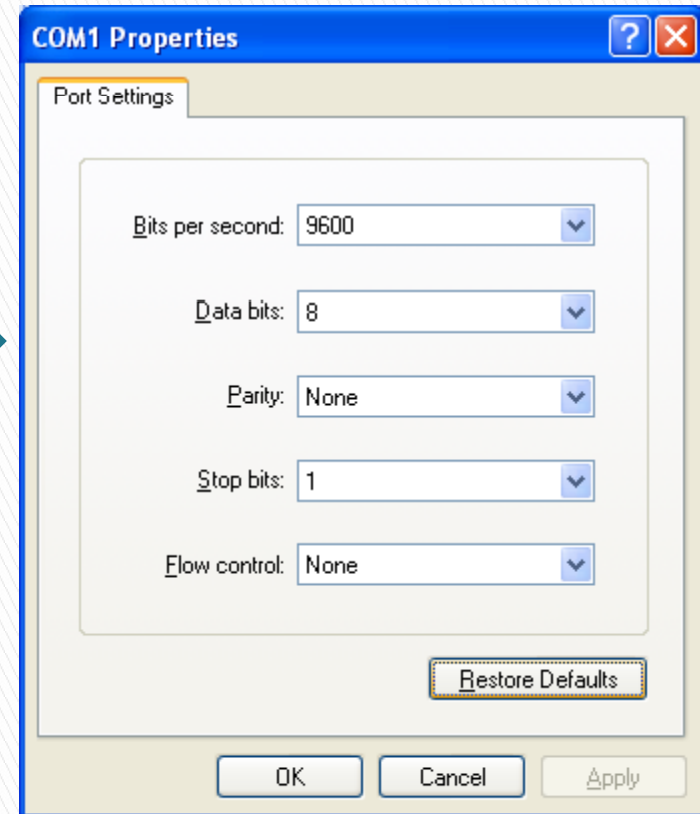 COM1 Properties
Port Settings
Bits per second: 9600
Data bits: 8
Parity: None
Stop bits: 1
Flow control: None
Restore Defaults
OK Cancel Apply